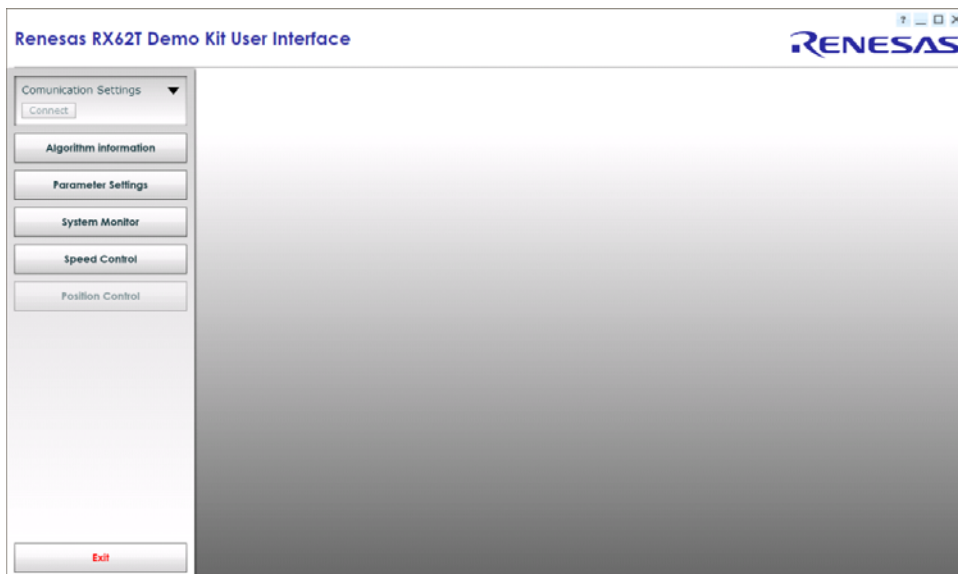 Renesas RX62T Demo Kit User Interface
RENESAS
Comunication Settings
Connect
Algorithm information
Parameter Settings
System Monitor
Speed Control
Position Control
Exit